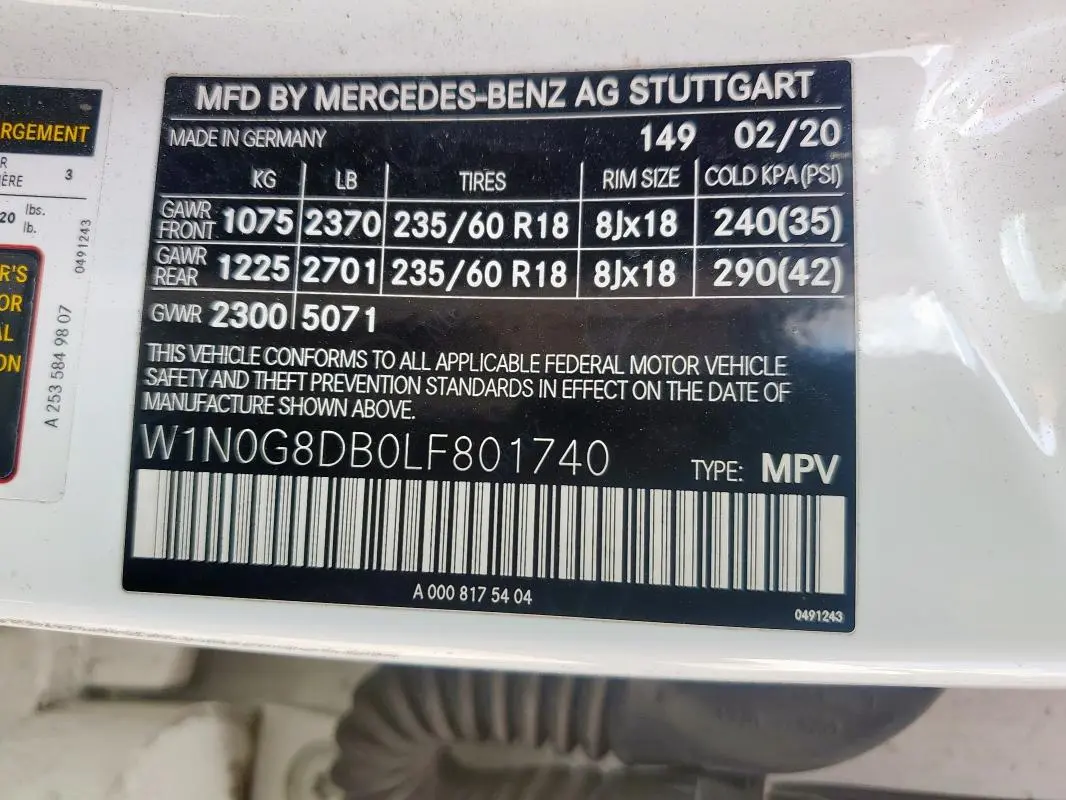 RGEMENT
R
IÈRE 3
20 lbs.
lb.
0491243
R'S
OR
AL
ON
A 253 584 98 07
MFD BY MERCEDES-BENZ AG STUTTGART
MADE IN GERMANY 149 02/20
KG LB TIRES RIM SIZE COLD KPA(PSI)
GAWR FRONT 1075 2370 235/60 R18 8Jx18 240(35)
GAWR REAR 1225 2701 235/60 R18 8Jx18 290(42)
GVWR 2300 5071
THIS VEHICLE CONFORMS TO ALL APPLICABLE FEDERAL MOTOR VEHICLE
SAFETY AND THEFT PREVENTION STANDARDS IN EFFECT ON THE DATE OF
MANUFACTURE SHOWN ABOVE.
W1N0G8DB0LF801740 TYPE: MPV
A 000 817 54 04
0491243